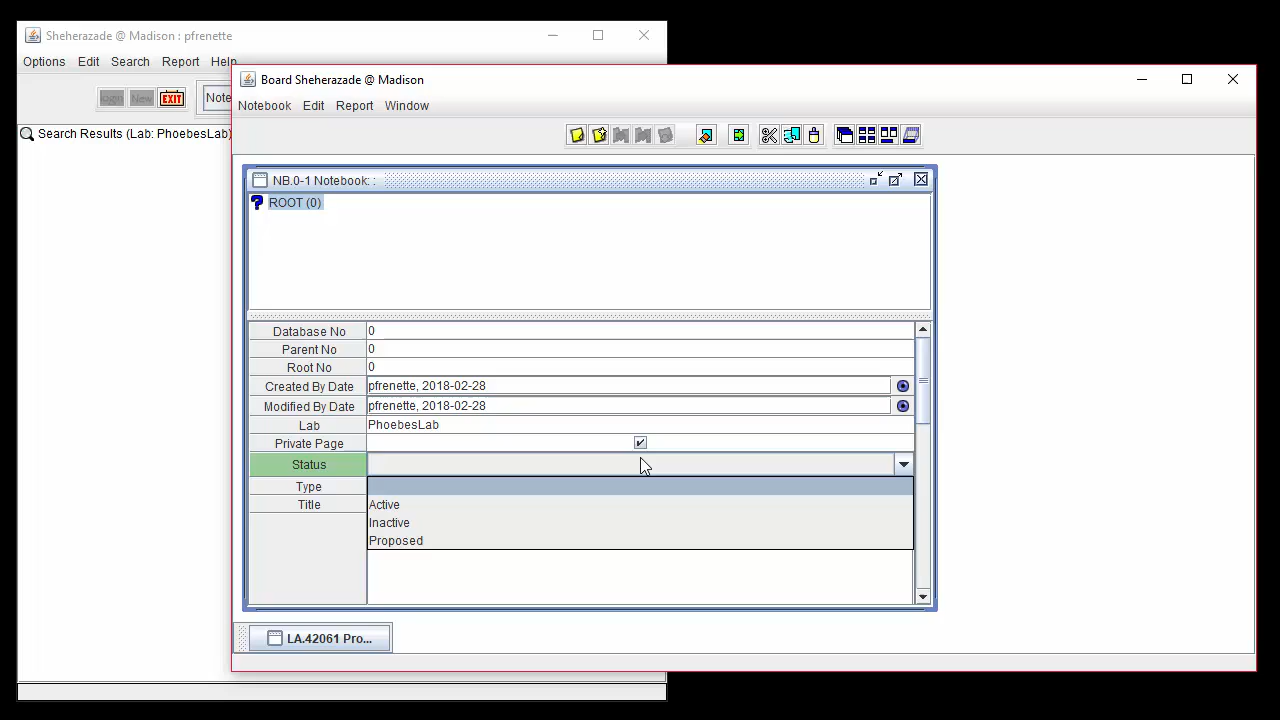 Sheherazade @ Madison : pfrenette
Options Edit Search Report Help
Login New EXIT Note
Search Results (Lab: PhoebesLab)
Board Sheherazade @ Madison
Notebook Edit Report Window
NB.0-1 Notebook: :
? ROOT (0)
Database No 0
Parent No 0
Root No 0
Created By Date pfrenette, 2018-02-28
Modified By Date pfrenette, 2018-02-28
Lab PhoebesLab
Private Page
Status
Type
Title Active
Inactive
Proposed
LA.42061 Pro...